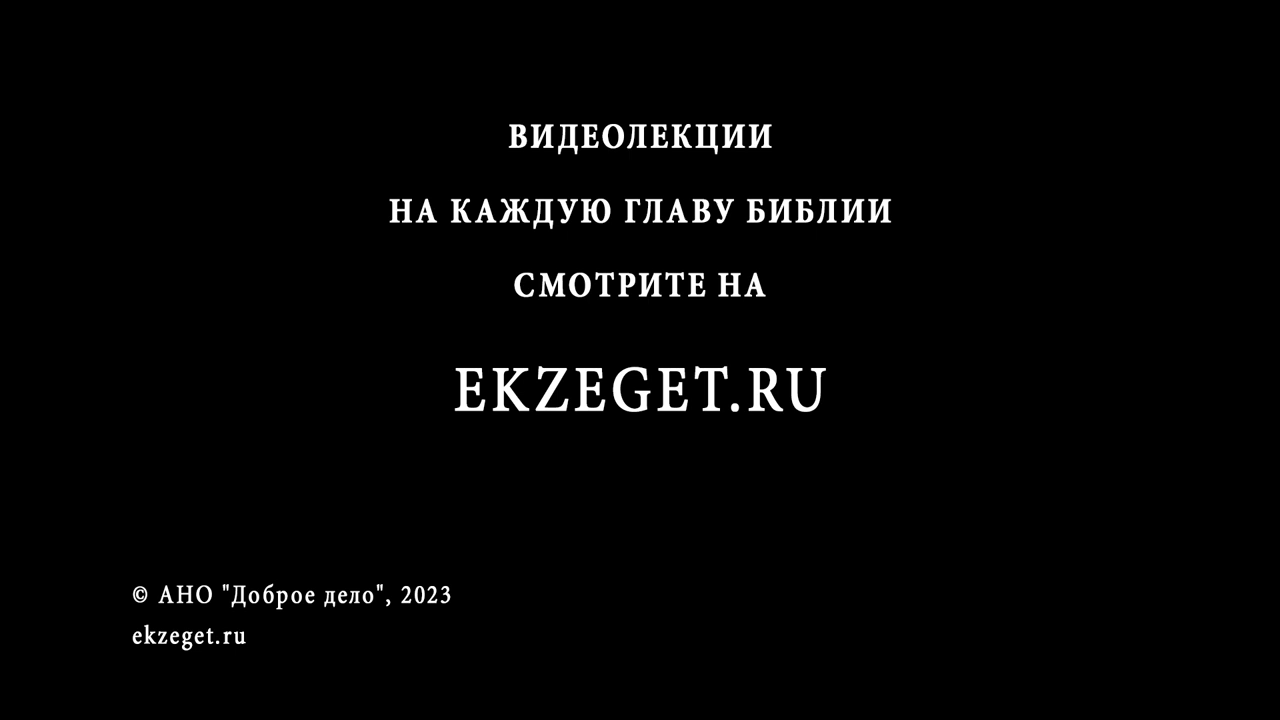 ВИДЕОЛЕКЦИИ
НА КАЖДУЮ ГЛАВУ БИБЛИИ
СМОТРИТЕ НА
EKZEGET.RU
© АНО "Доброе дело", 2023
ekzeget.ru